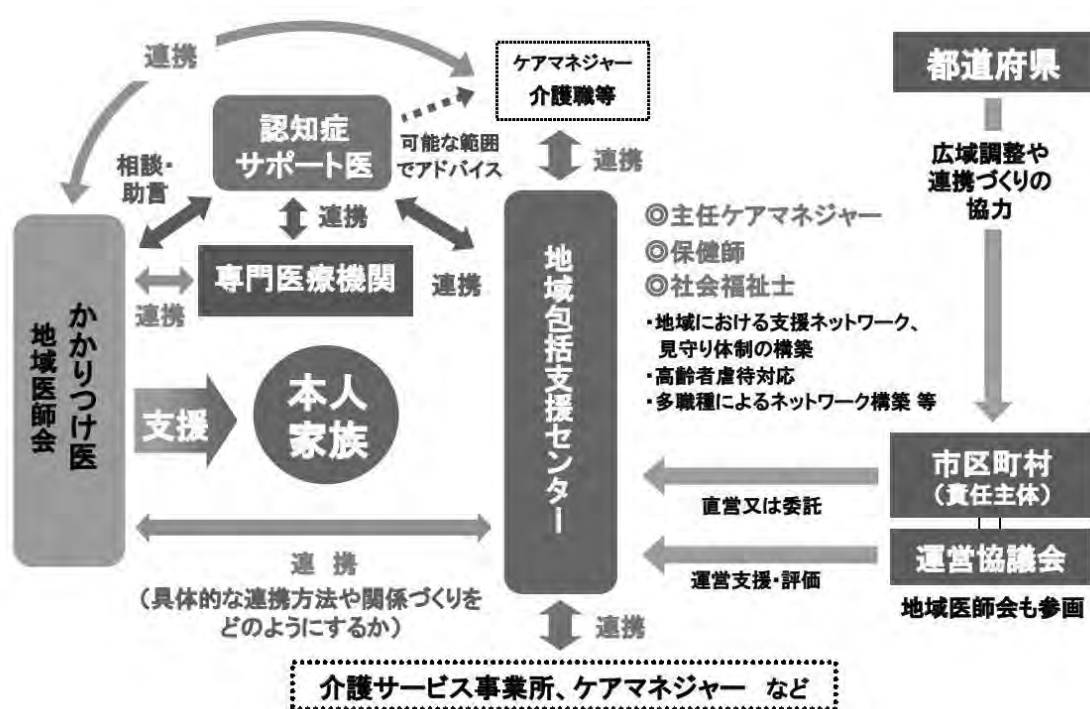 連携
ケアマネジャー
介護職等
都道府県
認知症
サポート医
可能な範囲
でアドバイス
相談・
助言
連携
広域調整や
連携づくりの
協力
連携
◎主任ケアマネジャー
◎保健師
◎社会福祉士
専門医療機関
連携
連携
かかりつけ医
地域医師会
地域包括支援センター
・地域における支援ネットワーク、
見守り体制の構築
・高齢者虐待対応
・多職種によるネットワーク構築 等
支援
本人
家族
市区町村
（責任主体）
直営又は委託
運営協議会
運営支援・評価
地域医師会も参画
連 携
（具体的な連携方法や関係づくりを
どのようにするか）
連携
介護サービス事業所、ケアマネジャー など